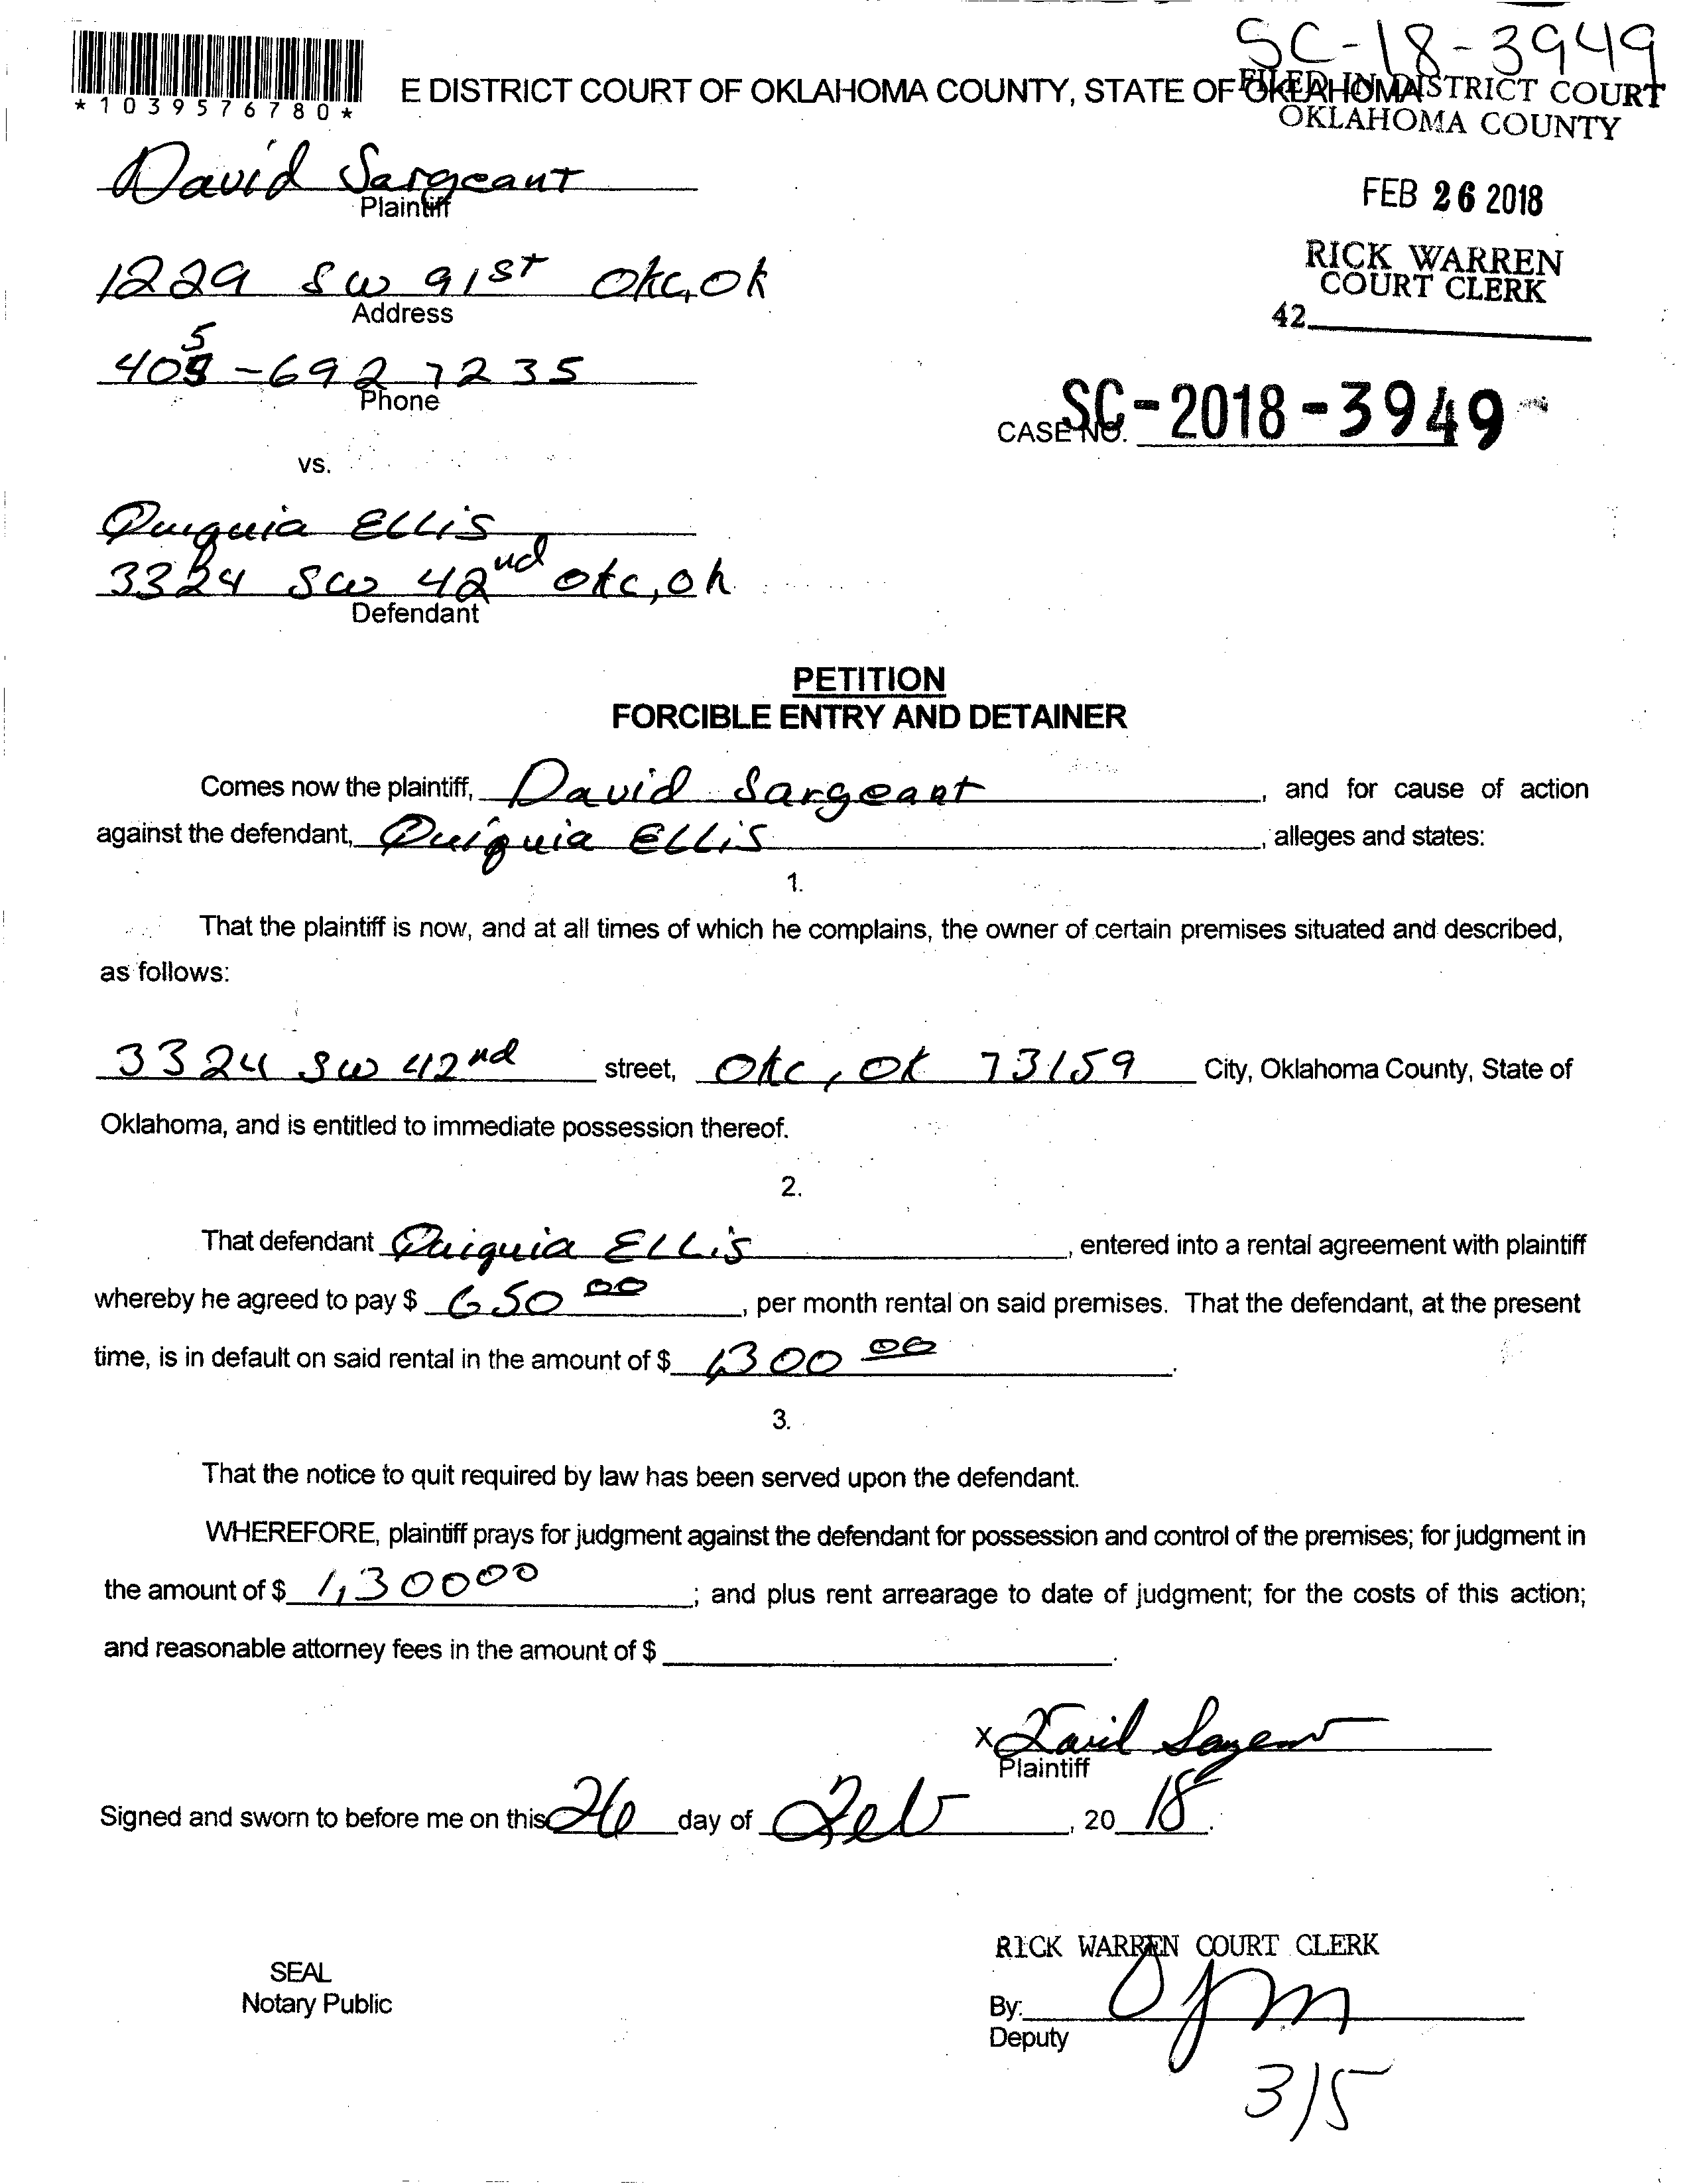 SC-18-3949
*1039576780*
E DISTRICT COURT OF OKLAHOMA COUNTY, STATE OF OKLAHOMA
FILED IN DISTRICT COURT
OKLAHOMA COUNTY
David Sargeant
Plaintiff
FEB 26 2018
1229 SW 91st OKC, OK
Address
RICK WARREN
COURT CLERK
42
405-692 7235
Phone
CASE NO. SC-2018-3949
vs.
Quiquia ELLiS
3324 SW 42nd OKC, OK
Defendant
PETITION
FORCIBLE ENTRY AND DETAINER
Comes now the plaintiff, David Sargeant, and for cause of action
against the defendant, Quiquia ELLiS, alleges and states:
1.
That the plaintiff is now, and at all times of which he complains, the owner of certain premises situated and described,
as follows:
3324 SW 42nd street, OKC, OK 73159 City, Oklahoma County, State of
Oklahoma, and is entitled to immediate possession thereof.
2.
That defendant Quiquia ELLiS, entered into a rental agreement with plaintiff
whereby he agreed to pay $ 650 00, per month rental on said premises. That the defendant, at the present
time, is in default on said rental in the amount of $ 1,300 00.
3.
That the notice to quit required by law has been served upon the defendant.
WHEREFORE, plaintiff prays for judgment against the defendant for possession and control of the premises; for judgment in
the amount of $ 1,300 00; and plus rent arrearage to date of judgment; for the costs of this action;
and reasonable attorney fees in the amount of $
X David Sargeant
Plaintiff
Signed and sworn to before me on this 26 day of Feb, 20 18.
RICK WARREN COURT CLERK
SEAL
Notary Public
By:
Deputy
3/5